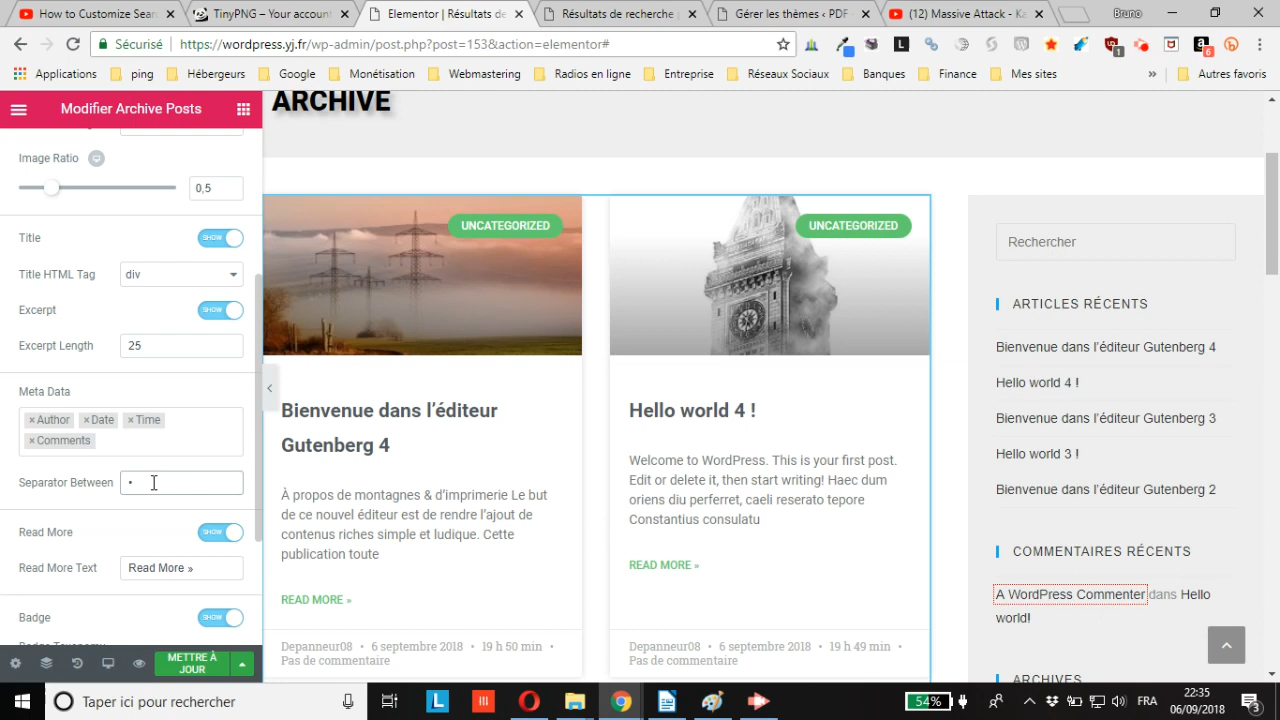 How to Customize Sear
TinyPNG – Your account
Elementor | Résultats de
Résultats de recherche
Gérer les thèmes ‹ PDF
(12) Massive Attack - Ka
Bruno
Sécurisé
https://wordpress.yj.fr/wp-admin/post.php?post=153&action=elementor#
1
6
Applications
ping
Hébergeurs
Google
Monétisation
Webmastering
Radios en ligne
Entreprise
Réseaux Sociaux
Banques
Finance
Mes sites
»
Autres favoris
Modifier Archive Posts
Image Ratio
0,5
Title
SHOW
Title HTML Tag
div
Excerpt
SHOW
Excerpt Length
25
Meta Data
×Author ×Date ×Time
×Comments
Separator Between
•
Read More
SHOW
Read More Text
Read More »
Badge
SHOW
METTRE À
JOUR
ARCHIVE
UNCATEGORIZED
Bienvenue dans l’éditeur
Gutenberg 4
À propos de montagnes & d’imprimerie Le but
de ce nouvel éditeur est de rendre l’ajout de
contenus riches simple et ludique. Cette
publication toute
READ MORE »
Depanneur08 • 6 septembre 2018 • 19 h 50 min •
Pas de commentaire
UNCATEGORIZED
Hello world 4 !
Welcome to WordPress. This is your first post.
Edit or delete it, then start writing! Haec dum
oriens diu perferret, caeli reserato tepore
Constantius consulatu
READ MORE »
Depanneur08 • 6 septembre 2018 • 19 h 49 min •
Pas de commentaire
Rechercher
ARTICLES RÉCENTS
Bienvenue dans l’éditeur Gutenberg 4
Hello world 4 !
Bienvenue dans l’éditeur Gutenberg 3
Hello world 3 !
Bienvenue dans l’éditeur Gutenberg 2
COMMENTAIRES RÉCENTS
A WordPress Commenter dans Hello
world!
ARCHIVES
Taper ici pour rechercher
54%
FRA
22:35
06/09/2018
3